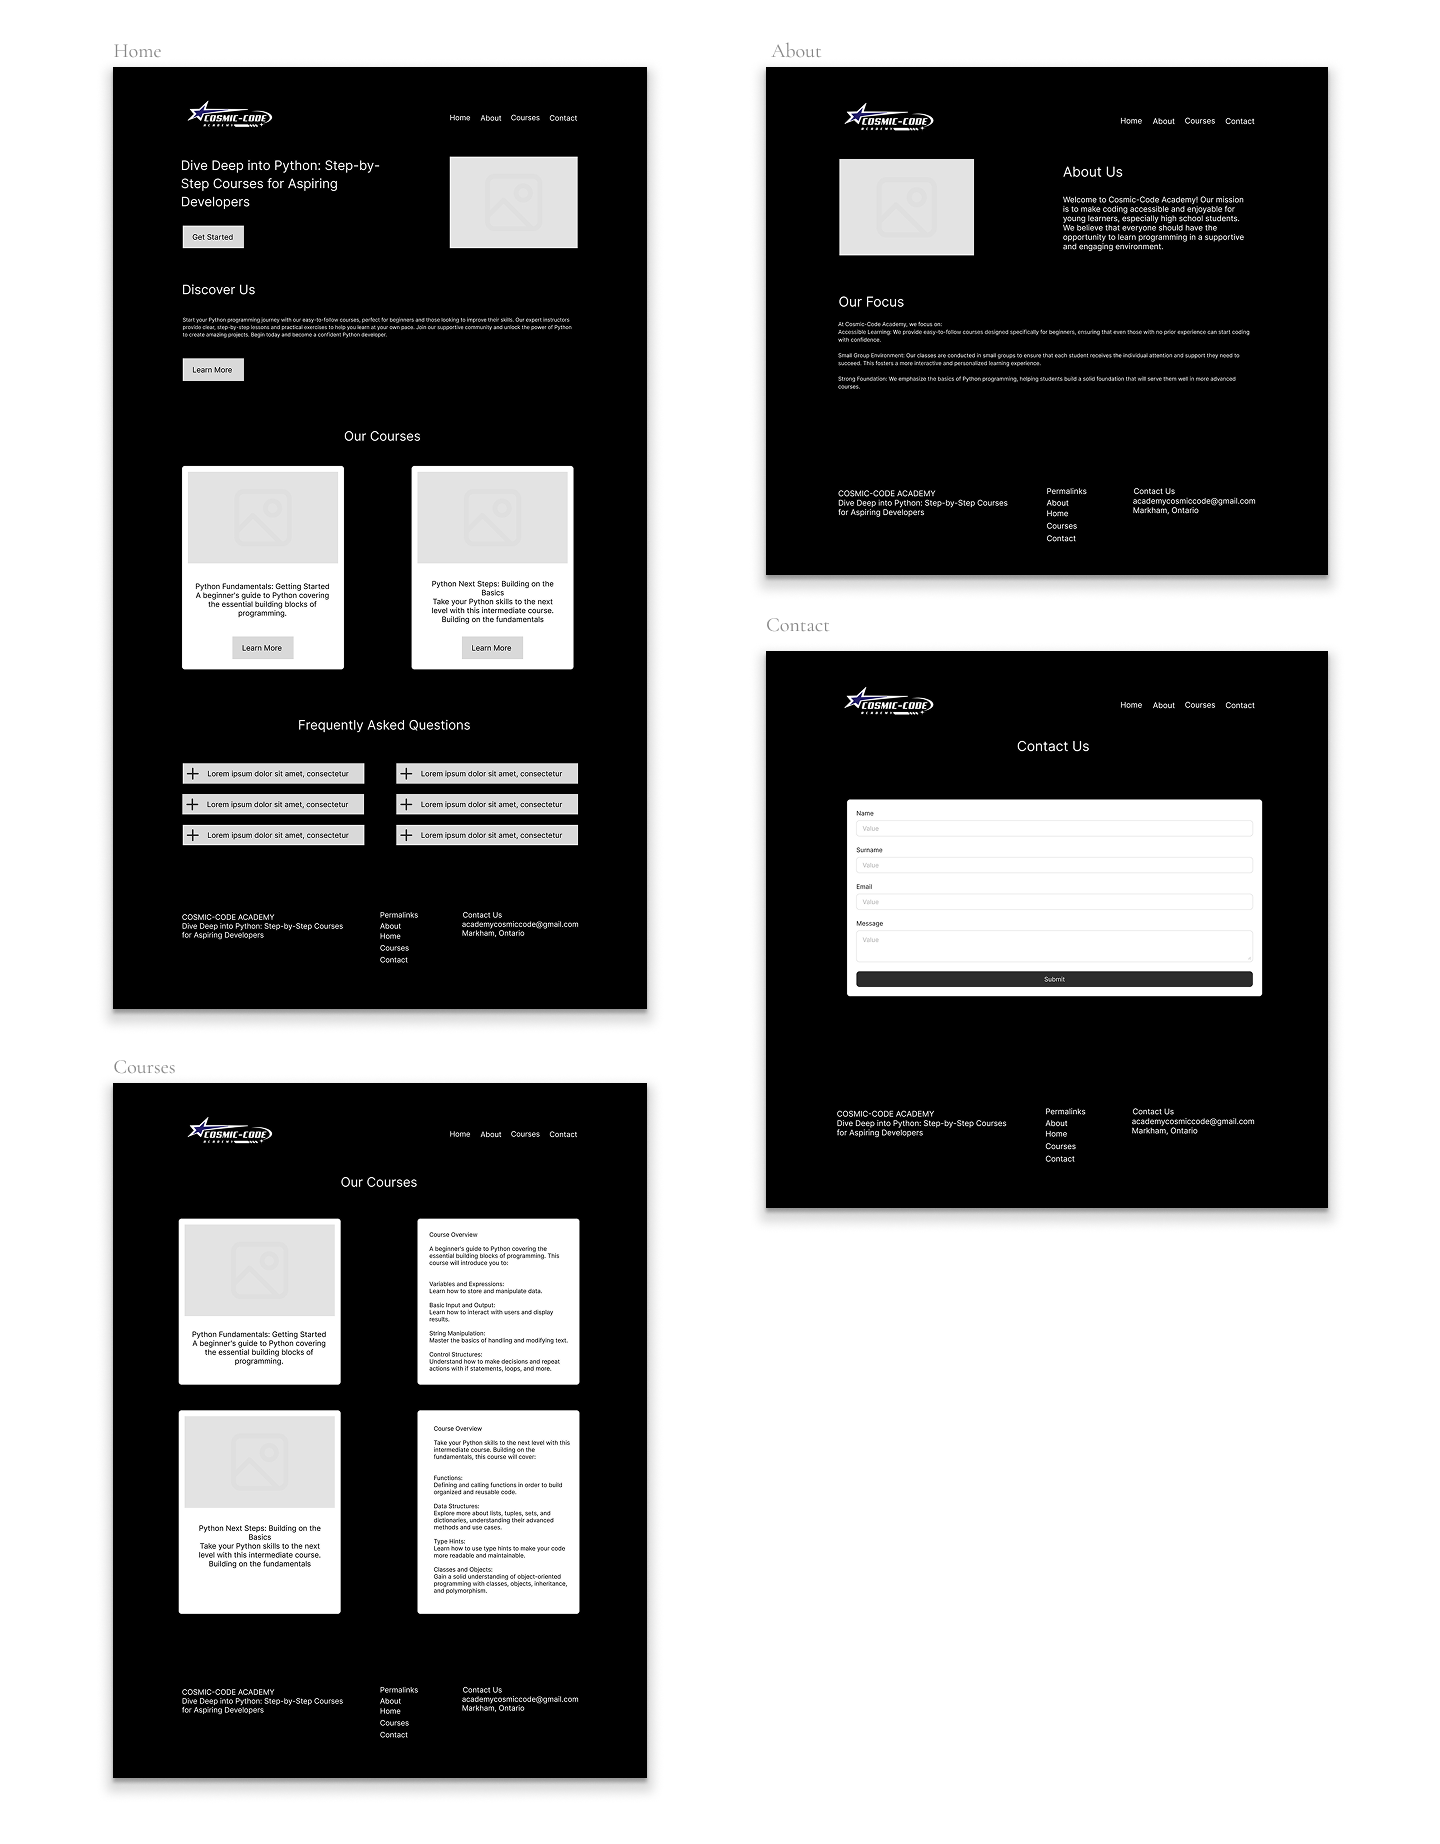 Home
COSMIC-CODE
ACADEMY
Home About Courses Contact
Dive Deep into Python: Step-by-
Step Courses for Aspiring
Developers
Get Started
Discover Us
Start your Python programming journey with our easy-to-follow courses, perfect for beginners and those looking to improve their skills. Our expert instructors
provide clear, step-by-step lessons and practical exercises to help you learn at your own pace. Join our supportive community and unlock the power of Python
to create amazing projects. Begin today and become a confident Python developer.
Learn More
Our Courses
Python Fundamentals: Getting Started
A beginner's guide to Python covering
the essential building blocks of
programming.
Learn More
Python Next Steps: Building on the
Basics
Take your Python skills to the next
level with this intermediate course.
Building on the fundamentals
Learn More
Frequently Asked Questions
Lorem ipsum dolor sit amet, consectetur
Lorem ipsum dolor sit amet, consectetur
Lorem ipsum dolor sit amet, consectetur
Lorem ipsum dolor sit amet, consectetur
Lorem ipsum dolor sit amet, consectetur
Lorem ipsum dolor sit amet, consectetur
COSMIC-CODE ACADEMY
Dive Deep into Python: Step-by-Step Courses
for Aspiring Developers
Permalinks
About
Home
Courses
Contact
Contact Us
academycosmiccode@gmail.com
Markham, Ontario
About
COSMIC-CODE
ACADEMY
Home About Courses Contact
About Us
Welcome to Cosmic-Code Academy! Our mission
is to make coding accessible and enjoyable for
young learners, especially high school students.
We believe that everyone should have the
opportunity to learn programming in a supportive
and engaging environment.
Our Focus
At Cosmic-Code Academy, we focus on:
Accessible Learning: We provide easy-to-follow courses designed specifically for beginners, ensuring that even those with no prior experience can start coding
with confidence.
Small Group Environment: Our classes are conducted in small groups to ensure that each student receives the individual attention and support they need to
succeed. This fosters a more interactive and personalized learning experience.
Strong Foundation: We emphasize the basics of Python programming, helping students build a solid foundation that will serve them well in more advanced
courses.
COSMIC-CODE ACADEMY
Dive Deep into Python: Step-by-Step Courses
for Aspiring Developers
Permalinks
About
Home
Courses
Contact
Contact Us
academycosmiccode@gmail.com
Markham, Ontario
Contact
COSMIC-CODE
ACADEMY
Home About Courses Contact
Contact Us
Name
Value
Surname
Value
Email
Value
Message
Value
Submit
COSMIC-CODE ACADEMY
Dive Deep into Python: Step-by-Step Courses
for Aspiring Developers
Permalinks
About
Home
Courses
Contact
Contact Us
academycosmiccode@gmail.com
Markham, Ontario
Courses
COSMIC-CODE
ACADEMY
Home About Courses Contact
Our Courses
Python Fundamentals: Getting Started
A beginner's guide to Python covering
the essential building blocks of
programming.
Course Overview
A beginner's guide to Python covering the
essential building blocks of programming. This
course will introduce you to:
Variables and Expressions:
Learn how to store and manipulate data.
Basic Input and Output:
Learn how to interact with users and display
results.
String Manipulation:
Master the basics of handling and modifying text.
Control Structures:
Understand how to make decisions and repeat
actions with if statements, loops, and more.
Python Next Steps: Building on the
Basics
Take your Python skills to the next
level with this intermediate course.
Building on the fundamentals
Course Overview
Take your Python skills to the next level with this
intermediate course. Building on the
fundamentals, this course will cover:
Functions:
Defining and calling functions in order to build
organized and reusable code.
Data Structures:
Explore more about lists, tuples, sets, and
dictionaries, understanding their advanced
methods and use cases.
Type Hints:
Learn how to use type hints to make your code
more readable and maintainable.
Classes and Objects:
Gain a solid understanding of object-oriented
programming with classes, objects, inheritance,
and polymorphism.
COSMIC-CODE ACADEMY
Dive Deep into Python: Step-by-Step Courses
for Aspiring Developers
Permalinks
About
Home
Courses
Contact
Contact Us
academycosmiccode@gmail.com
Markham, Ontario